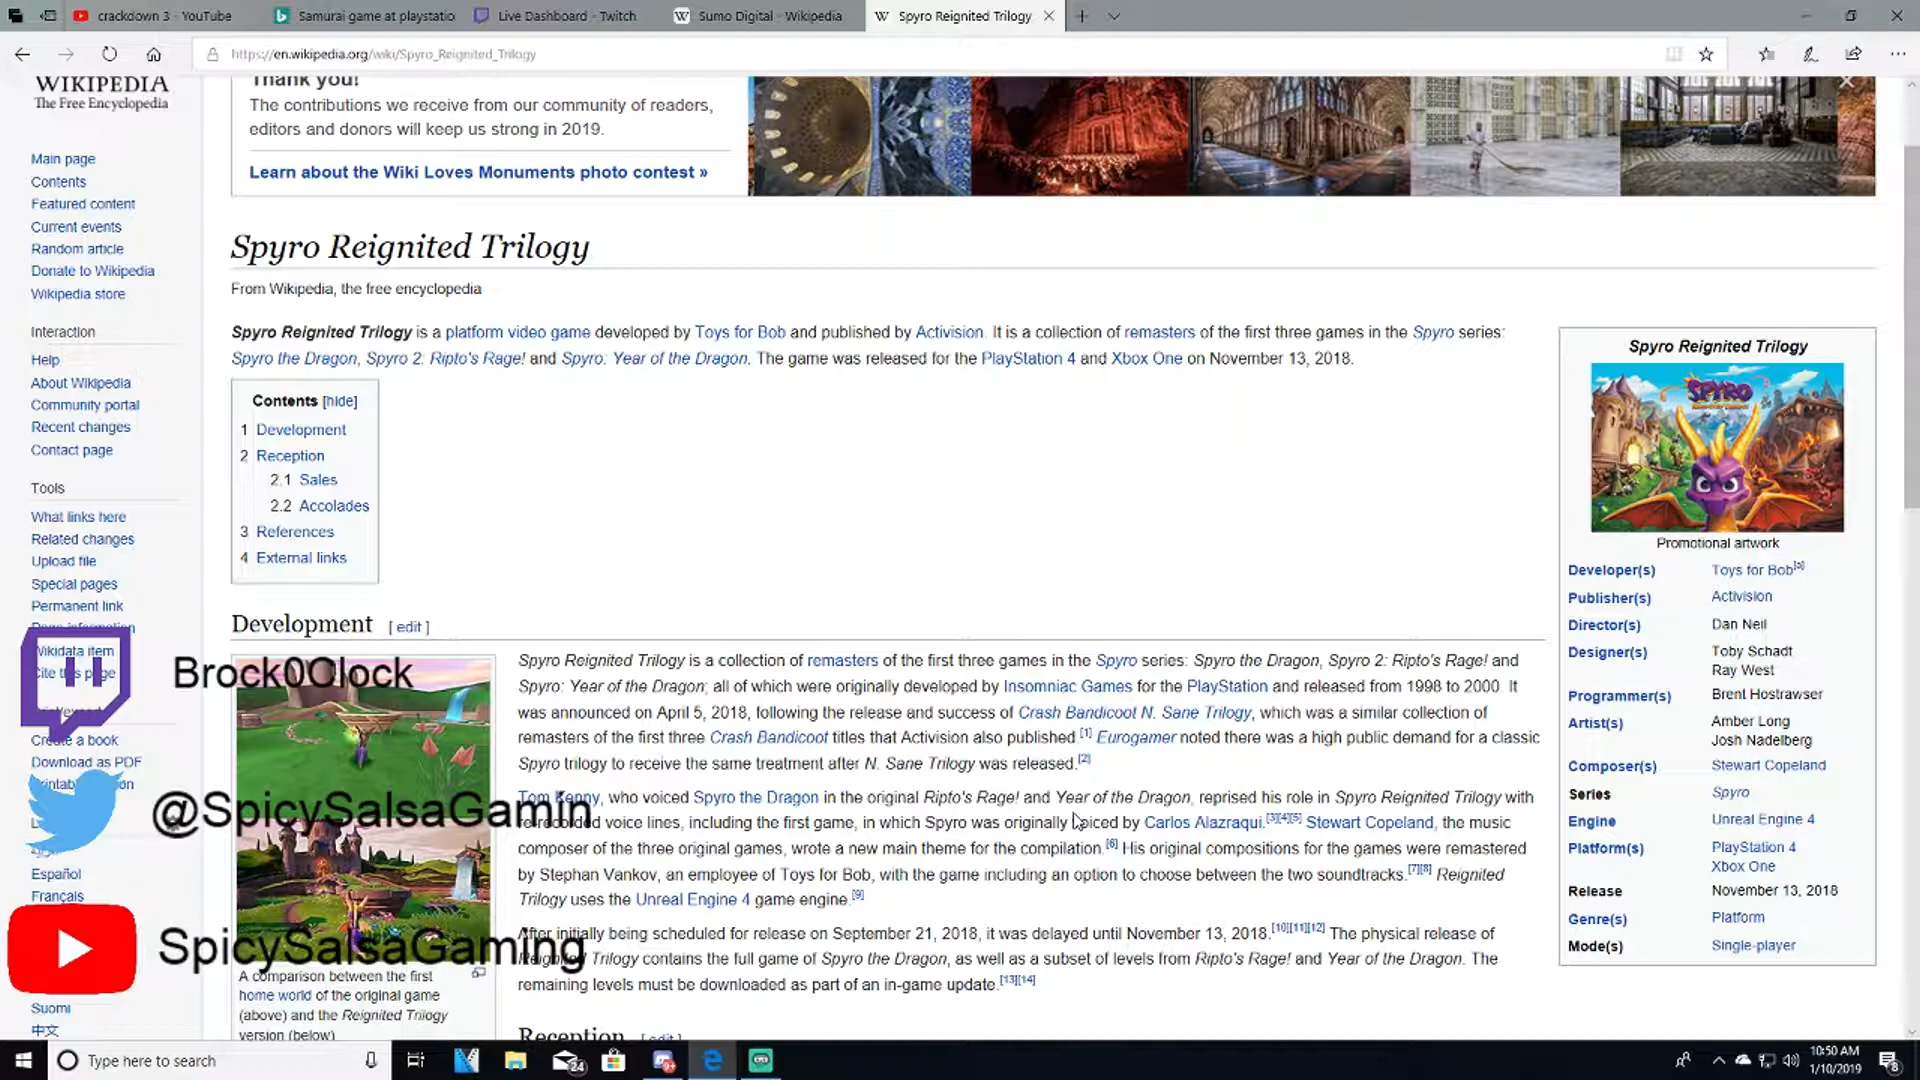 crackdown 3 - YouTube
Samurai game at playstatio
Live Dashboard - Twitch
Sumo Digital - Wikipedia
Spyro Reignited Trilogy
https://en.wikipedia.org/wiki/Spyro_Reignited_Trilogy
WIKIPEDIA
The Free Encyclopedia
Main page
Contents
Featured content
Current events
Random article
Donate to Wikipedia
Wikipedia store
Interaction
Help
About Wikipedia
Community portal
Recent changes
Contact page
Tools
What links here
Related changes
Upload file
Special pages
Permanent link
Page information
Wikidata item
Cite this page
Create a book
Download as PDF
Español
Français
Suomi
中文
Thank you!
The contributions we receive from our community of readers,
editors and donors will keep us strong in 2019.
Learn about the Wiki Loves Monuments photo contest »
Spyro Reignited Trilogy
From Wikipedia, the free encyclopedia
Spyro Reignited Trilogy is a platform video game developed by Toys for Bob and published by Activision. It is a collection of remasters of the first three games in the Spyro series:
Spyro the Dragon, Spyro 2: Ripto's Rage! and Spyro: Year of the Dragon. The game was released for the PlayStation 4 and Xbox One on November 13, 2018.
Contents [hide]
1 Development
2 Reception
2.1 Sales
2.2 Accolades
3 References
4 External links
Development [ edit ]
Spyro Reignited Trilogy is a collection of remasters of the first three games in the Spyro series: Spyro the Dragon, Spyro 2: Ripto's Rage! and
Spyro: Year of the Dragon; all of which were originally developed by Insomniac Games for the PlayStation and released from 1998 to 2000. It
was announced on April 5, 2018, following the release and success of Crash Bandicoot N. Sane Trilogy, which was a similar collection of
remasters of the first three Crash Bandicoot titles that Activision also published.[1] Eurogamer noted there was a high public demand for a classic
Spyro trilogy to receive the same treatment after N. Sane Trilogy was released.[2]
Tom Kenny, who voiced Spyro the Dragon in the original Ripto's Rage! and Year of the Dragon, reprised his role in Spyro Reignited Trilogy with
re-recorded voice lines, including the first game, in which Spyro was originally voiced by Carlos Alazraqui.[3][4][5] Stewart Copeland, the music
composer of the three original games, wrote a new main theme for the compilation.[6] His original compositions for the games were remastered
by Stephan Vankov, an employee of Toys for Bob, with the game including an option to choose between the two soundtracks.[7][8] Reignited
Trilogy uses the Unreal Engine 4 game engine.[9]
After initially being scheduled for release on September 21, 2018, it was delayed until November 13, 2018.[10][11][12] The physical release of
Reignited Trilogy contains the full game of Spyro the Dragon, as well as a subset of levels from Ripto's Rage! and Year of the Dragon. The
remaining levels must be downloaded as part of an in-game update.[13][14]
Reception [ edit ]
A comparison between the first
home world of the original game
(above) and the Reignited Trilogy
version (below)
Spyro Reignited Trilogy
SPYRO
Promotional artwork
Developer(s) Toys for Bob[a]
Publisher(s) Activision
Director(s) Dan Neil
Designer(s) Toby Schadt
Ray West
Programmer(s) Brent Hostrawser
Artist(s) Amber Long
Josh Nadelberg
Composer(s) Stewart Copeland
Series Spyro
Engine Unreal Engine 4
Platform(s) PlayStation 4
Xbox One
Release November 13, 2018
Genre(s) Platform
Mode(s) Single-player
Brock0Clock
@SpicySalsaGamin
SpicySalsaGaming
Type here to search
24
10:50 AM
1/10/2019
8